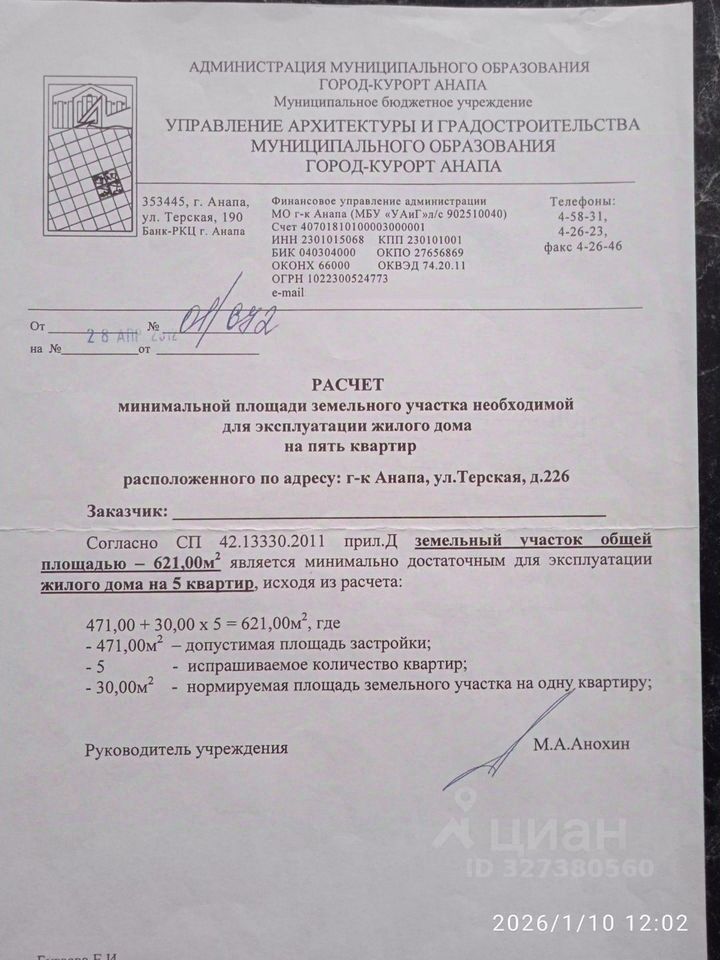 АДМИНИСТРАЦИЯ МУНИЦИПАЛЬНОГО ОБРАЗОВАНИЯ
ГОРОД-КУРОРТ АНАПА
Муниципальное бюджетное учреждение
УПРАВЛЕНИЕ АРХИТЕКТУРЫ И ГРАДОСТРОИТЕЛЬСТВА
МУНИЦИПАЛЬНОГО ОБРАЗОВАНИЯ
ГОРОД-КУРОРТ АНАПА
353445, г. Анапа,
ул. Терская, 190
Банк-РКЦ г. Анапа
Финансовое управление администрации
МО г-к Анапа (МБУ «УАиГ»л/с 902510040)
Счет 40701810100003000001
ИНН 2301015068 КПП 230101001
БИК 040304000 ОКПО 27656869
ОКОНХ 66000 ОКВЭД 74.20.11
ОГРН 1022300524773
e-mail
Телефоны:
4-58-31,
4-26-23,
факс 4-26-46
От 28 АПР 2012 № 01/
на № от
РАСЧЕТ
минимальной площади земельного участка необходимой
для эксплуатации жилого дома
на пять квартир
расположенного по адресу: г-к Анапа, ул.Терская, д.226
Заказчик:
Согласно СП 42.13330.2011 прил.Д земельный участок общей
площадью – 621,00м² является минимально достаточным для эксплуатации
жилого дома на 5 квартир, исходя из расчета:
471,00 + 30,00 х 5 = 621,00м², где
- 471,00м² – допустимая площадь застройки;
- 5 - испрашиваемое количество квартир;
- 30,00м² - нормируемая площадь земельного участка на одну квартиру;
Руководитель учреждения
М.А.Анохин
циан
ID 327380560
2026/1/10 12:02